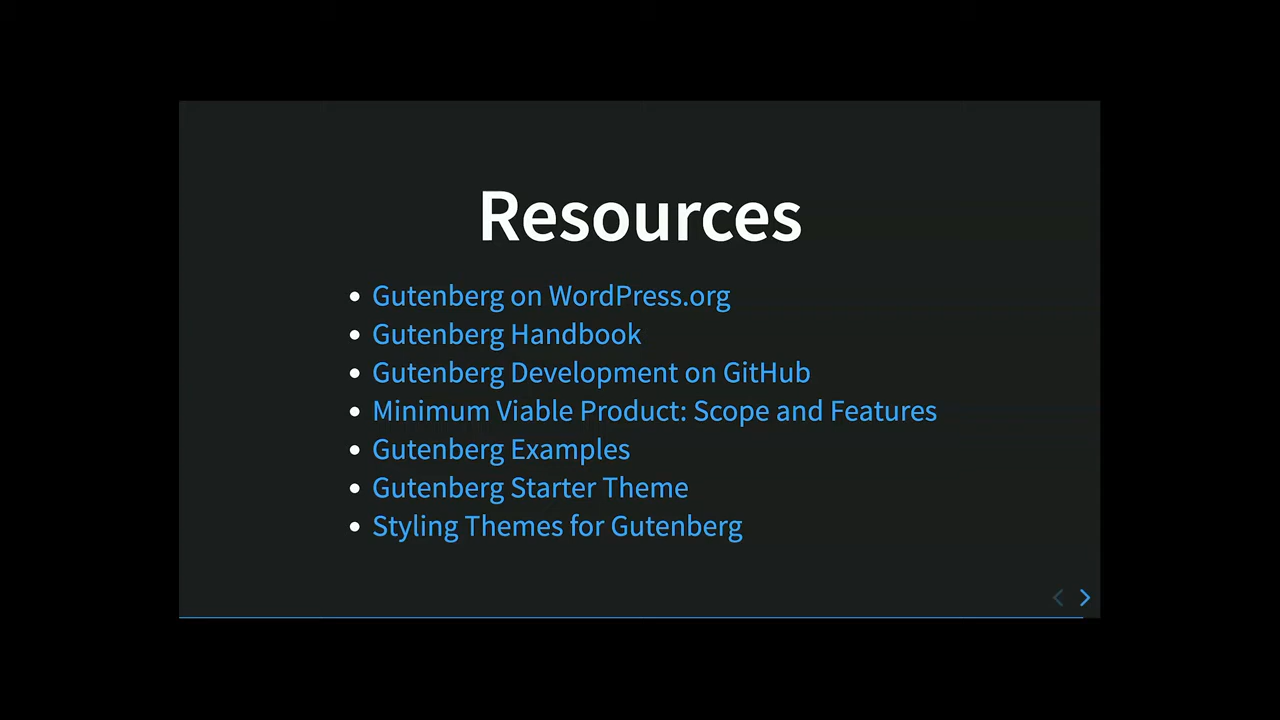 Resources
Gutenberg on WordPress.org
Gutenberg Handbook
Gutenberg Development on GitHub
Minimum Viable Product: Scope and Features
Gutenberg Examples
Gutenberg Starter Theme
Styling Themes for Gutenberg